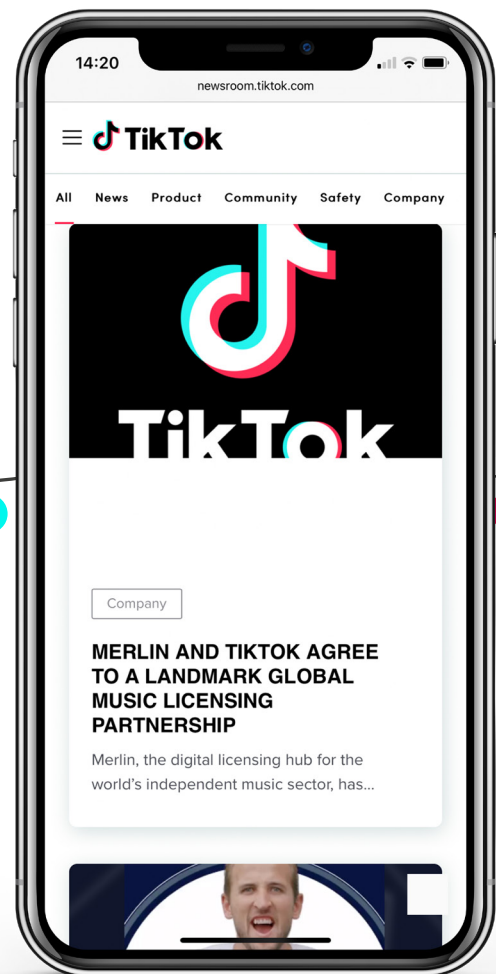 14:20
newsroom.tiktok.com
TikTok
All News Product Community Safety Company
TikTok
Company
MERLIN AND TIKTOK AGREE
TO A LANDMARK GLOBAL
MUSIC LICENSING
PARTNERSHIP
Merlin, the digital licensing hub for the
world’s independent music sector, has...